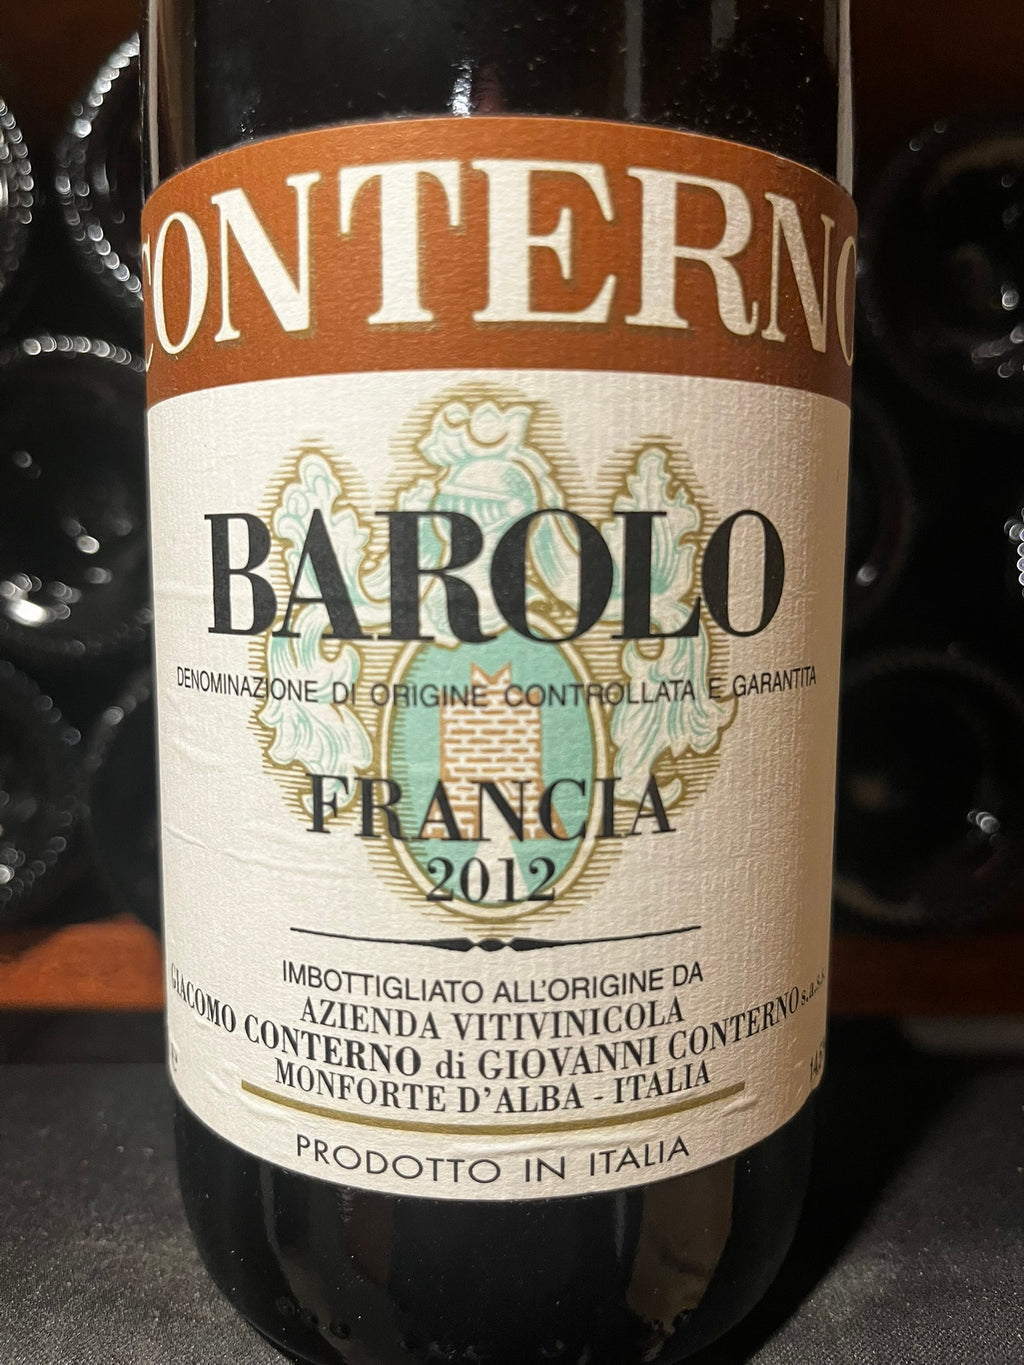 CONTERNO
BAROLO
DENOMINAZIONE DI ORIGINE CONTROLLATA E GARANTITA
FRANCIA
2012
IMBOTTIGLIATO ALL'ORIGINE DA
AZIENDA VITIVINICOLA
GIACOMO CONTERNO di GIOVANNI CONTERNO s.a.s.
MONFORTE D'ALBA - ITALIA
PRODOTTO IN ITALIA